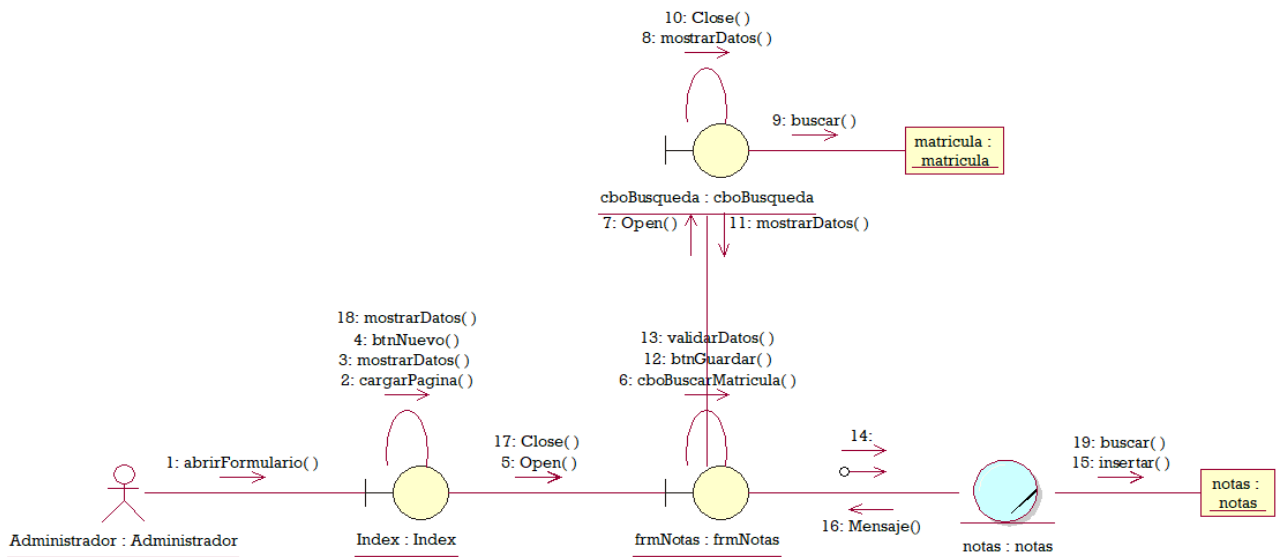 10: Close( )
8: mostrarDatos( )
9: buscar( )
matricula :
matricula
cboBusqueda : cboBusqueda
7: Open( )
11: mostrarDatos( )
18: mostrarDatos( )
4: btnNuevo( )
3: mostrarDatos( )
2: cargarPagina( )
13: validarDatos( )
12: btnGuardar( )
6: cboBuscarMatricula( )
1: abrirFormulario( )
17: Close( )
5: Open( )
14:
19: buscar( )
15: insertar( )
16: Mensaje()
notas :
notas
Administrador : Administrador
Index : Index
frmNotas : frmNotas
notas : notas